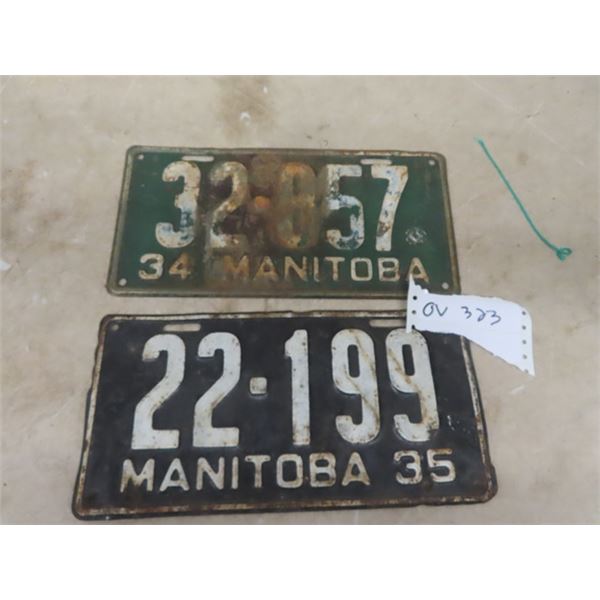 32·857
34 MANITOBA
OV 323
22·199
MANITOBA 35